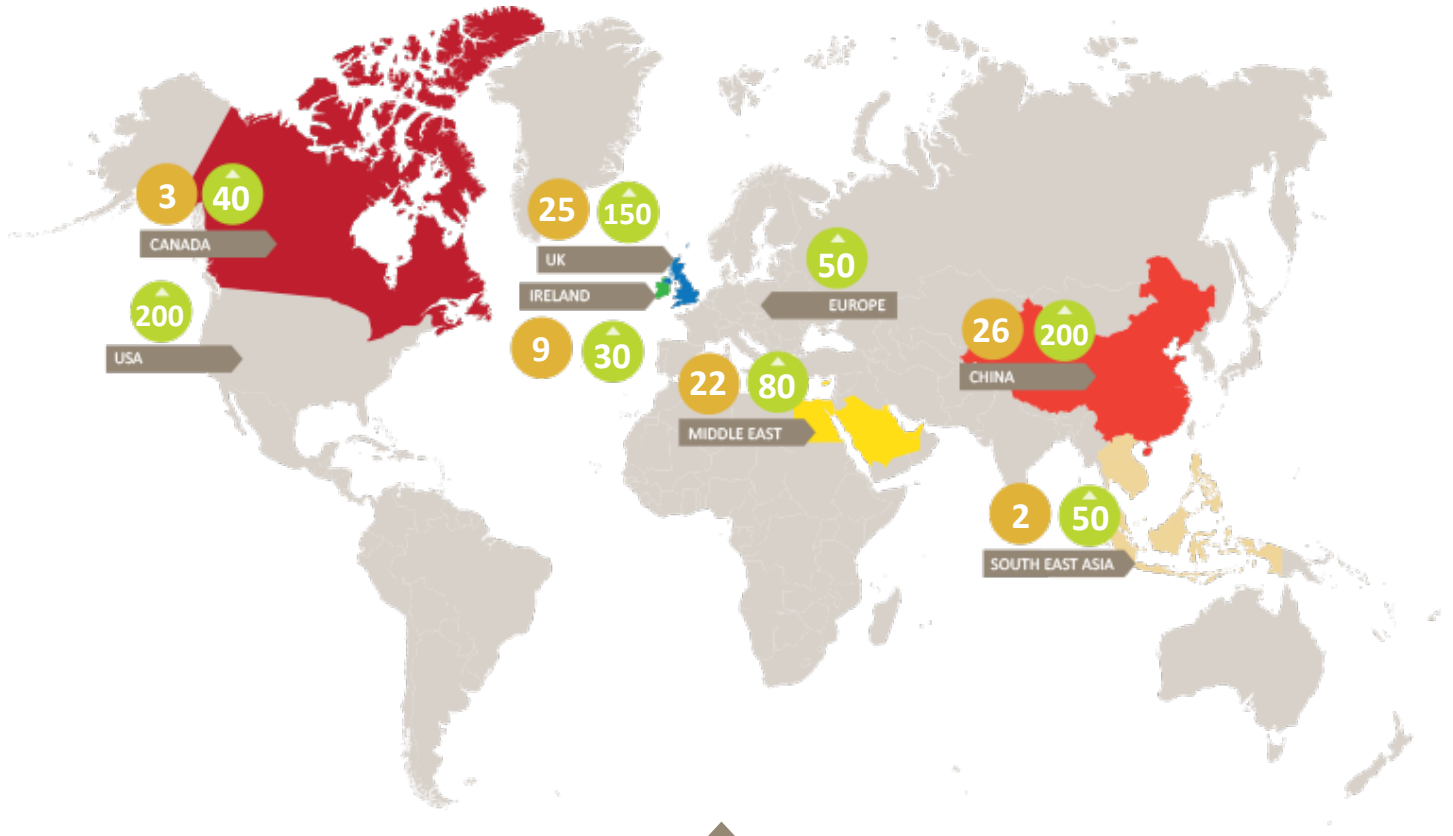 3 40
CANADA
200
USA
25 150
UK
IRELAND
9 30
50
EUROPE
22 80
MIDDLE EAST
26 200
CHINA
2 50
SOUTH EAST ASIA